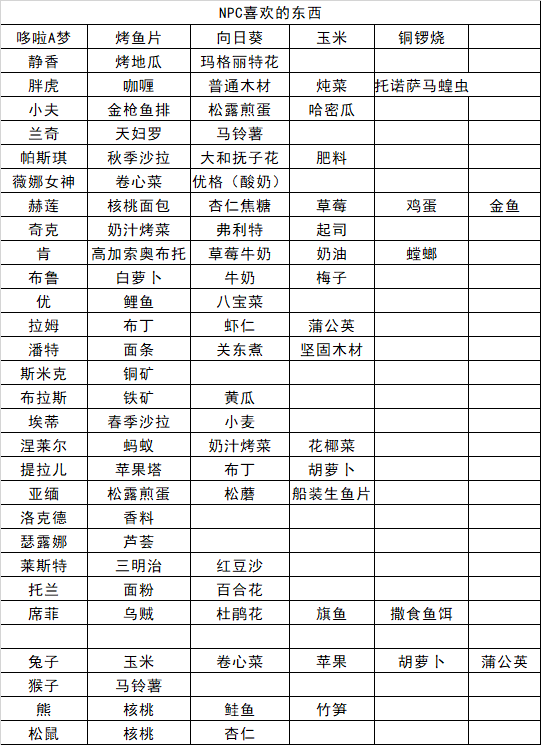 NPC喜欢的东西
哆啦A梦 烤鱼片 向日葵 玉米 铜锣烧
静香 烤地瓜 玛格丽特花
胖虎 咖喱 普通木材 炖菜 托诺萨马蝗虫
小夫 金枪鱼排 松露煎蛋 哈密瓜
兰奇 天妇罗 马铃薯
帕斯琪 秋季沙拉 大和抚子花 肥料
薇娜女神 卷心菜 优格（酸奶）
赫莲 核桃面包 杏仁焦糖 草莓 鸡蛋 金鱼
奇克 奶汁烤菜 弗利特 起司
肯 高加索奥布托 草莓牛奶 奶油 螳螂
布鲁 白萝卜 牛奶 梅子
优 鲤鱼 八宝菜
拉姆 布丁 虾仁 蒲公英
潘特 面条 关东煮 坚固木材
斯米克 铜矿
布拉斯 铁矿 黄瓜
埃蒂 春季沙拉 小麦
涅莱尔 蚂蚁 奶汁烤菜 花椰菜
提拉儿 苹果塔 布丁 胡萝卜
亚缅 松露煎蛋 松蘑 船装生鱼片
洛克德 香料
瑟露娜 芦荟
莱斯特 三明治 红豆沙
托兰 面粉 百合花
席菲 乌贼 杜鹃花 旗鱼 撒食鱼饵
兔子 玉米 卷心菜 苹果 胡萝卜 蒲公英
猴子 马铃薯
熊 核桃 鲑鱼 竹笋
松鼠 核桃 杏仁